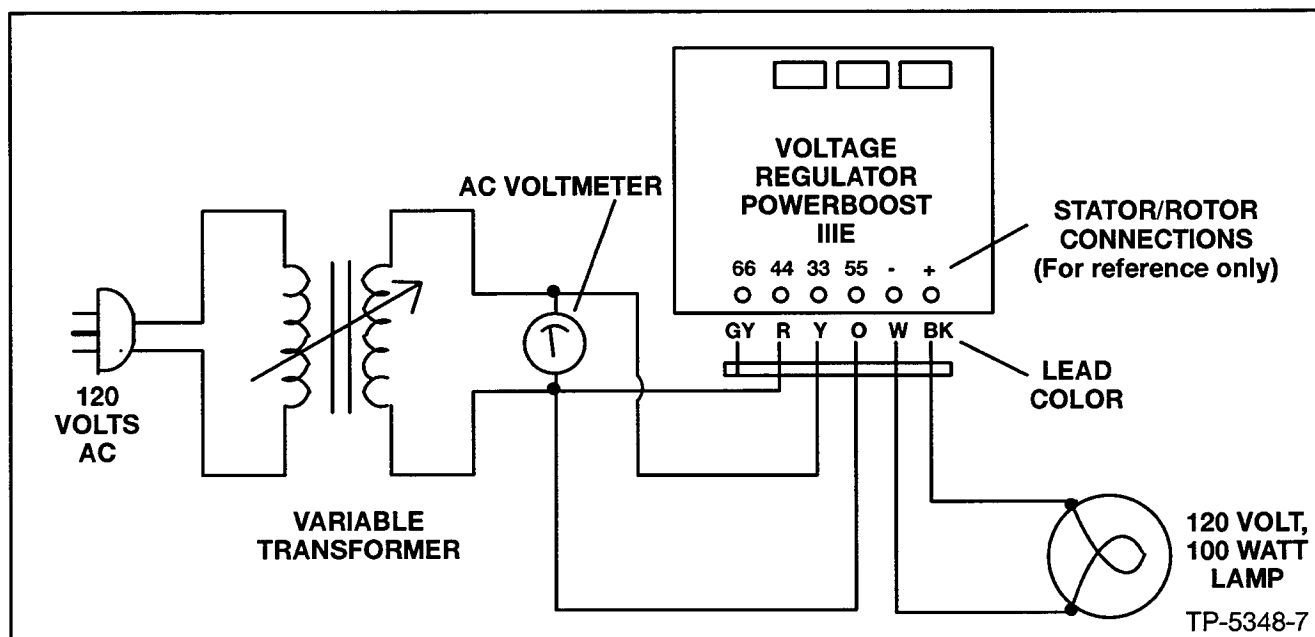 VOLTAGE
REGULATOR
POWERBOOST
IIIE
AC VOLTMETER
STATOR/ROTOR
CONNECTIONS
(For reference only)
66 44 33 55 - +
GY R Y O W BK
LEAD
COLOR
120
VOLTS
AC
VARIABLE
TRANSFORMER
120 VOLT,
100 WATT
LAMP
TP-5348-7